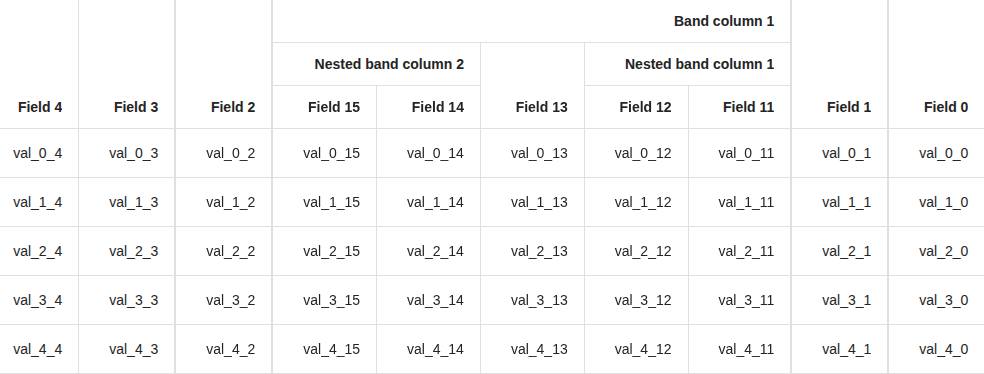 Band column 1
Nested band column 2 Nested band column 1
Field 4 Field 3 Field 2 Field 15 Field 14 Field 13 Field 12 Field 11 Field 1 Field 0
val_0_4 val_0_3 val_0_2 val_0_15 val_0_14 val_0_13 val_0_12 val_0_11 val_0_1 val_0_0
val_1_4 val_1_3 val_1_2 val_1_15 val_1_14 val_1_13 val_1_12 val_1_11 val_1_1 val_1_0
val_2_4 val_2_3 val_2_2 val_2_15 val_2_14 val_2_13 val_2_12 val_2_11 val_2_1 val_2_0
val_3_4 val_3_3 val_3_2 val_3_15 val_3_14 val_3_13 val_3_12 val_3_11 val_3_1 val_3_0
val_4_4 val_4_3 val_4_2 val_4_15 val_4_14 val_4_13 val_4_12 val_4_11 val_4_1 val_4_0